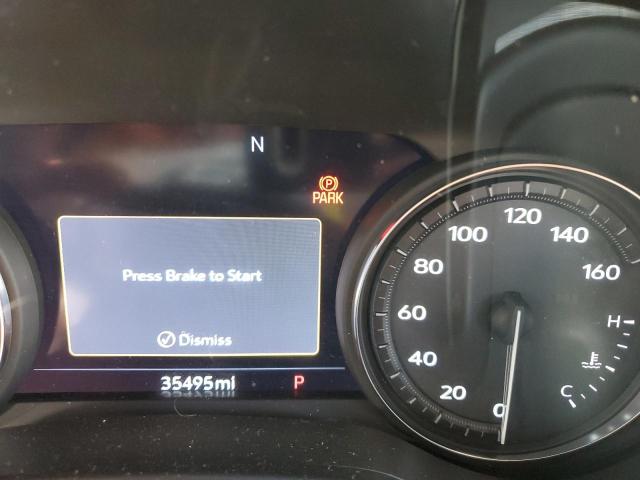 N
PARK
Press Brake to Start
Dismiss
35495mi P
0 20 40 60 80 100 120 140 160
H
C